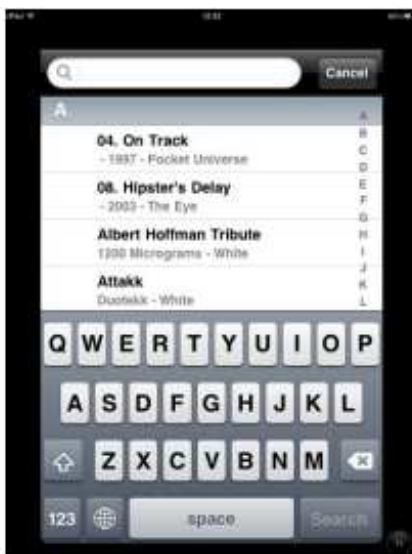 Cancel
A
04. On Track
- 1997 - Pocket Universe
08. Hipster's Delay
- 2003 - The Eye
Albert Hoffman Tribute
1200 Micrograms - White
Attakk
Duotekk - White
A
B
C
D
E
F
G
H
I
J
K
L
Q W E R T Y U I O P
A S D F G H J K L
Z X C V B N M
123 space Search